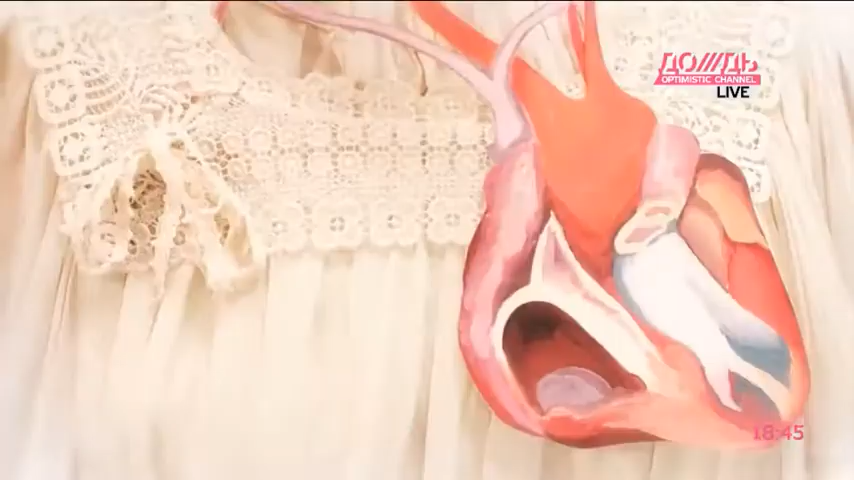 ДОЖДЬ
OPTIMISTIC CHANNEL
LIVE
18:45